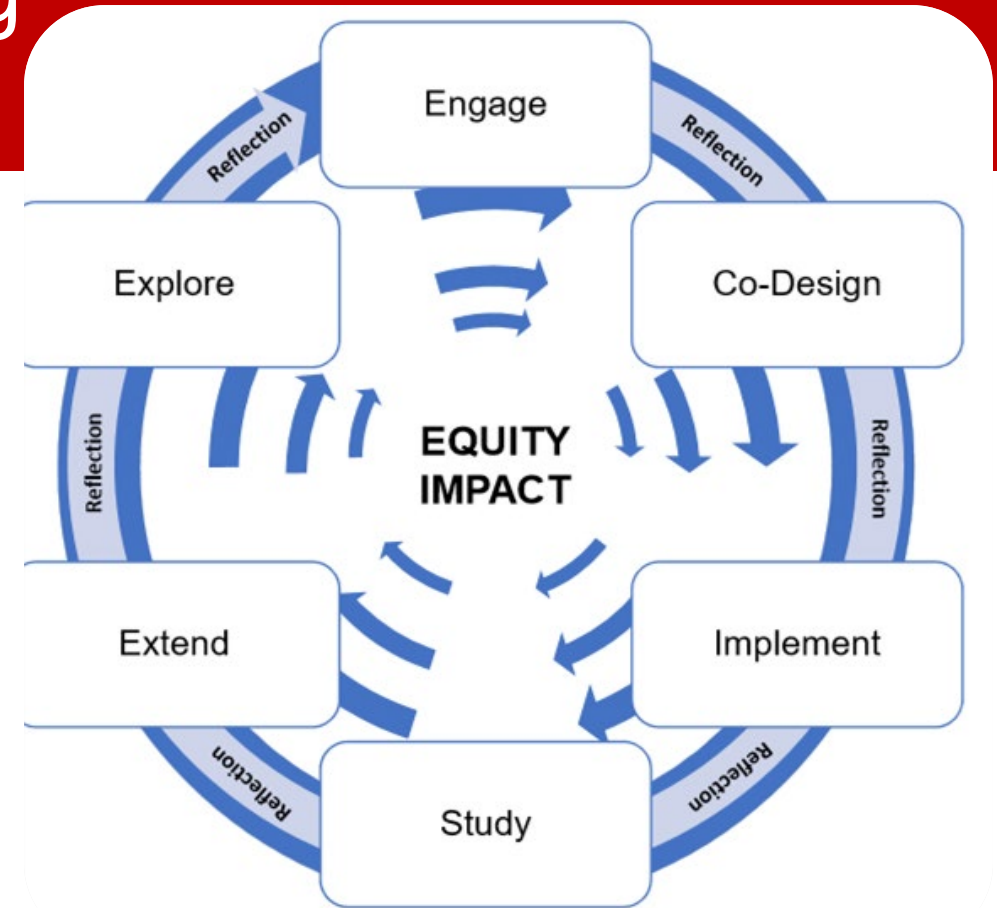 g
Engage
Reflection
Reflection
Explore
Co-Design
EQUITY
IMPACT
Reflection
Reflection
Extend
Implement
Reflection
Reflection
Study